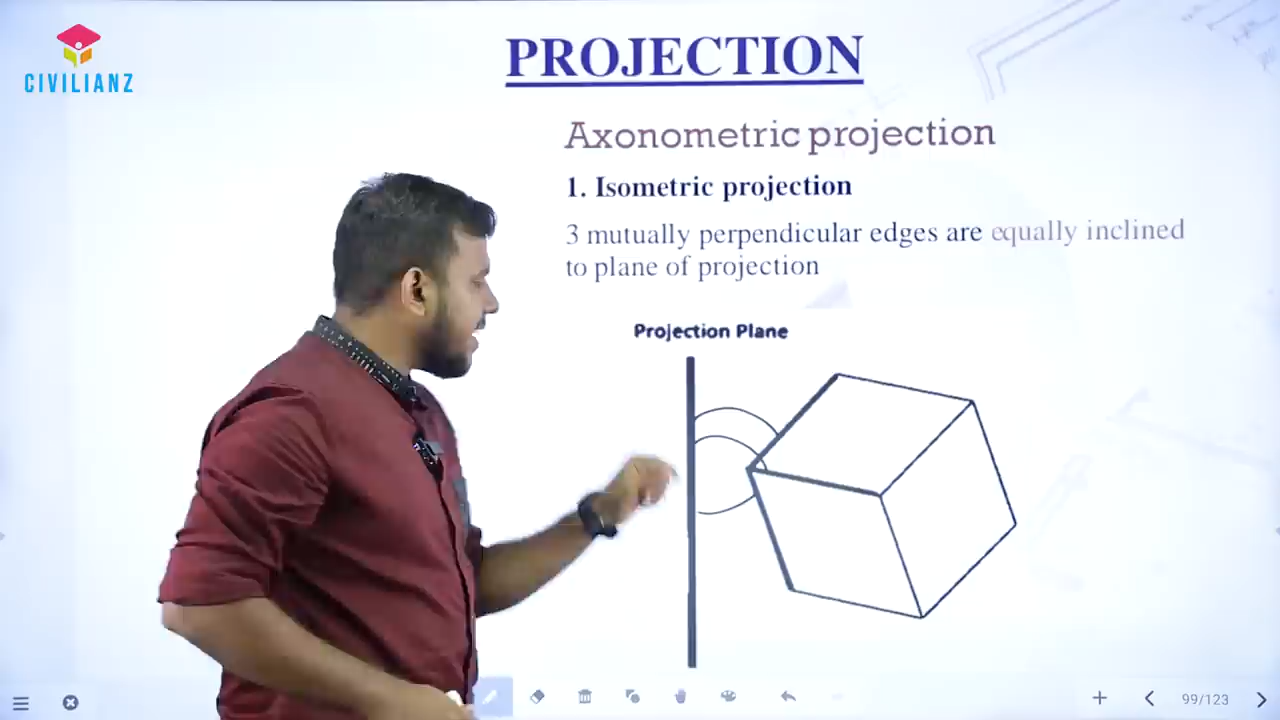 CIVILIANZ
PROJECTION
Axonometric projection
1. Isometric projection
3 mutually perpendicular edges are equally inclined
to plane of projection
Projection Plane
99/123